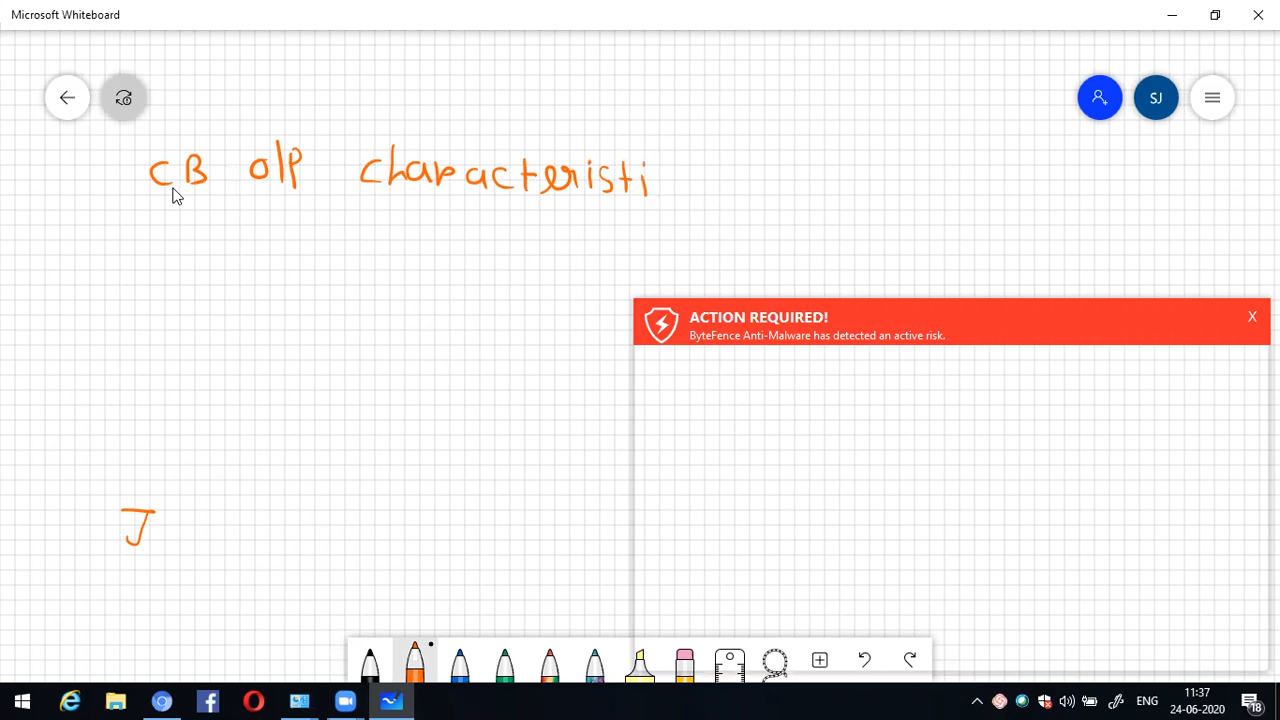 Microsoft Whiteboard
SJ
CB o/p characteristi
ACTION REQUIRED!
X
ByteFence Anti-Malware has detected an active risk.
J
ENG
11:37
24-06-2020
18